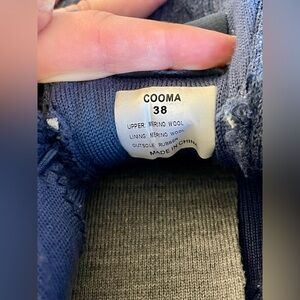 COOMA
38
UPPER MERINO WOOL
LINING MERINO WOOL
OUTSOLE RUBBER
MADE IN CHINA